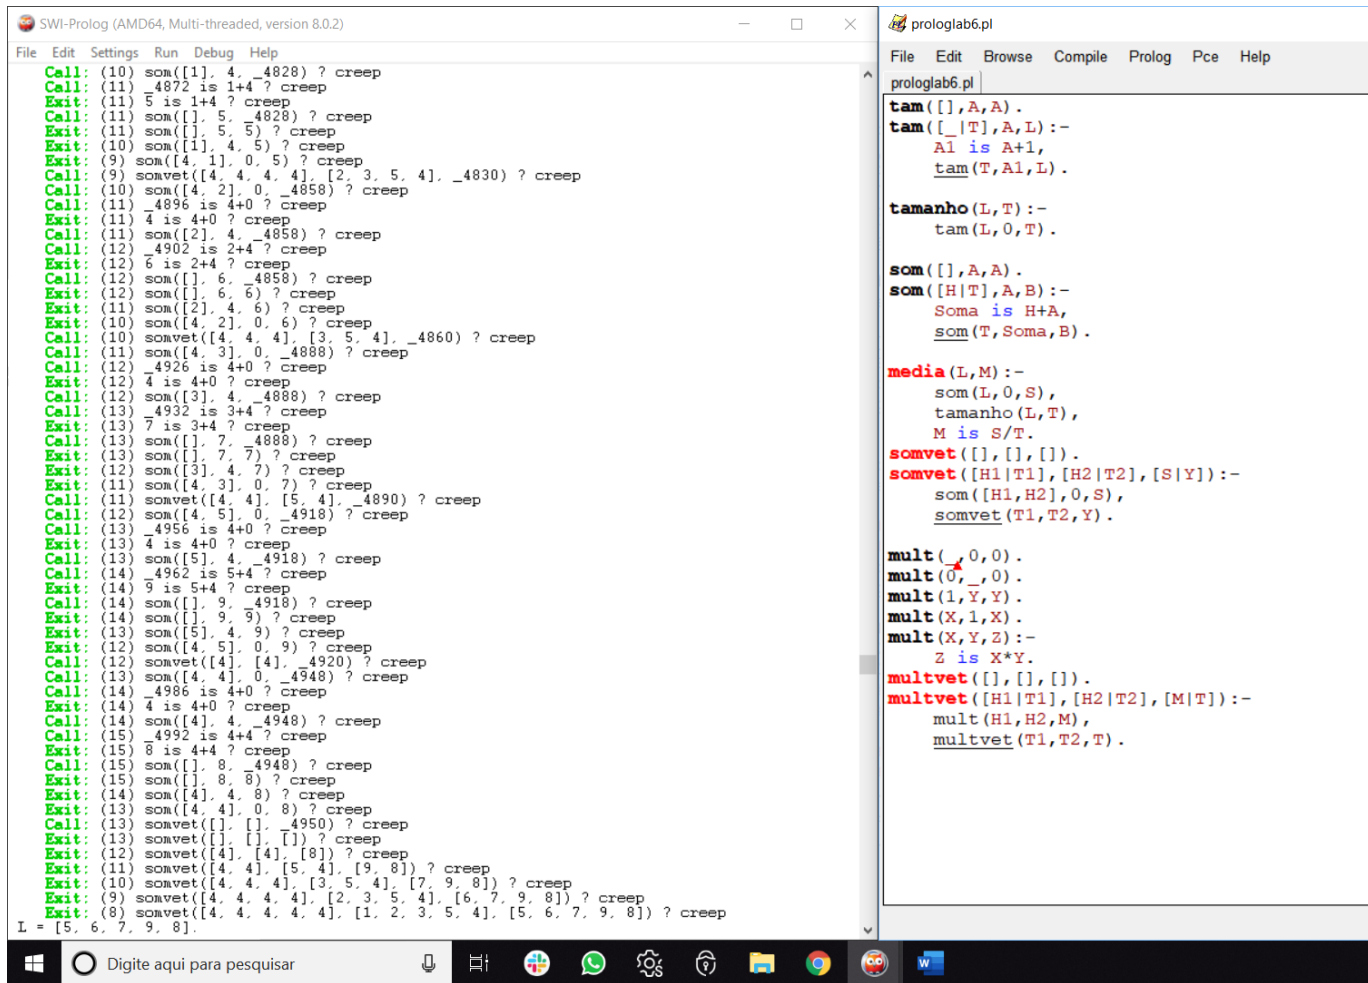 SWI-Prolog (AMD64, Multi-threaded, version 8.0.2)
File Edit Settings Run Debug Help
Call: (10) som([1], 4, _4828) ? creep
Call: (11) _4872 is 1+4 ? creep
Exit: (11) 5 is 1+4 ? creep
Call: (11) som([], 5, _4828) ? creep
Exit: (11) som([], 5, 5) ? creep
Exit: (10) som([1], 4, 5) ? creep
Exit: (9) som([4, 1], 0, 5) ? creep
Call: (9) somvet([4, 4, 4, 4], [2, 3, 5, 4], _4830) ? creep
Call: (10) som([4, 2], 0, _4858) ? creep
Call: (11) _4896 is 4+0 ? creep
Exit: (11) 4 is 4+0 ? creep
Call: (11) som([2], 4, _4858) ? creep
Call: (12) _4902 is 2+4 ? creep
Exit: (12) 6 is 2+4 ? creep
Call: (12) som([], 6, _4858) ? creep
Exit: (12) som([], 6, 6) ? creep
Exit: (11) som([2], 4, 6) ? creep
Exit: (10) som([4, 2], 0, 6) ? creep
Call: (10) somvet([4, 4, 4], [3, 5, 4], _4860) ? creep
Call: (11) som([4, 3], 0, _4888) ? creep
Call: (12) _4926 is 4+0 ? creep
Exit: (12) 4 is 4+0 ? creep
Call: (12) som([3], 4, _4888) ? creep
Call: (13) _4932 is 3+4 ? creep
Exit: (13) 7 is 3+4 ? creep
Call: (13) som([], 7, _4888) ? creep
Exit: (13) som([], 7, 7) ? creep
Exit: (12) som([3], 4, 7) ? creep
Exit: (11) som([4, 3], 0, 7) ? creep
Call: (11) somvet([4, 4], [5, 4], _4890) ? creep
Call: (12) som([4, 5], 0, _4918) ? creep
Call: (13) _4956 is 4+0 ? creep
Exit: (13) 4 is 4+0 ? creep
Call: (13) som([5], 4, _4918) ? creep
Call: (14) _4962 is 5+4 ? creep
Exit: (14) 9 is 5+4 ? creep
Call: (14) som([], 9, _4918) ? creep
Exit: (14) som([], 9, 9) ? creep
Exit: (13) som([5], 4, 9) ? creep
Exit: (12) som([4, 5], 0, 9) ? creep
Call: (12) somvet([4], [4], _4920) ? creep
Call: (13) som([4, 4], 0, _4948) ? creep
Call: (14) _4986 is 4+0 ? creep
Exit: (14) 4 is 4+0 ? creep
Call: (14) som([4], 4, _4948) ? creep
Call: (15) _4992 is 4+4 ? creep
Exit: (15) 8 is 4+4 ? creep
Call: (15) som([], 8, _4948) ? creep
Exit: (15) som([], 8, 8) ? creep
Exit: (14) som([4], 4, 8) ? creep
Exit: (13) som([4, 4], 0, 8) ? creep
Call: (13) somvet([], [], _4950) ? creep
Exit: (13) somvet([], [], []) ? creep
Exit: (12) somvet([4], [4], [8]) ? creep
Exit: (11) somvet([4, 4], [5, 4], [9, 8]) ? creep
Exit: (10) somvet([4, 4, 4], [3, 5, 4], [7, 9, 8]) ? creep
Exit: (9) somvet([4, 4, 4, 4], [2, 3, 5, 4], [6, 7, 9, 8]) ? creep
Exit: (8) somvet([4, 4, 4, 4, 4], [1, 2, 3, 5, 4], [5, 6, 7, 9, 8]) ? creep
L = [5, 6, 7, 9, 8].
prologlab6.pl
File Edit Browse Compile Prolog Pce Help
prologlab6.pl
tam([],A,A).
tam([_|T],A,L):-
A1 is A+1,
tam(T,A1,L).
tamanho(L,T):-
tam(L,0,T).
som([],A,A).
som([H|T],A,B):-
Soma is H+A,
som(T,Soma,B).
media(L,M):-
som(L,0,S),
tamanho(L,T),
M is S/T.
somvet([],[],[]).
somvet([H1|T1],[H2|T2],[S|Y]):-
som([H1,H2],0,S),
somvet(T1,T2,Y).
mult(_,0,0).
mult(0,_,0).
mult(1,Y,Y).
mult(X,1,X).
mult(X,Y,Z):-
Z is X*Y.
multvet([],[],[]).
multvet([H1|T1],[H2|T2],[M|T]):-
mult(H1,H2,M),
multvet(T1,T2,T).
Digite aqui para pesquisar